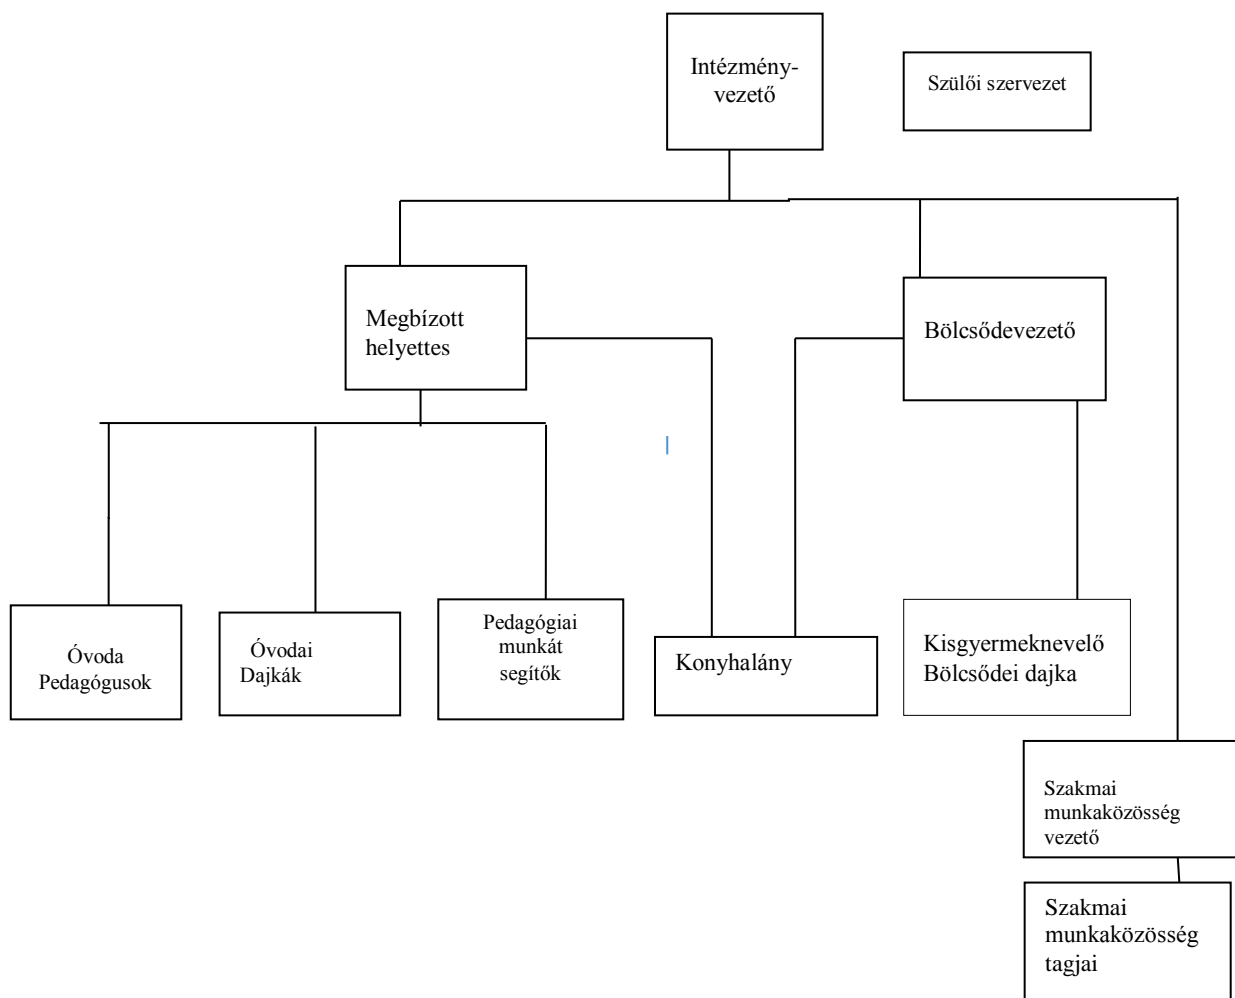 Intézmény-
vezető
Szülői szervezet
Megbízott
helyettes
Bölcsődevezető
Óvoda
Pedagógusok
Óvodai
Dajkák
Pedagógiai
munkát
segítők
Konyhalány
Kisgyermeknevelő
Bölcsődei dajka
Szakmai
munkaközösség
vezető
Szakmai
munkaközösség
tagjai